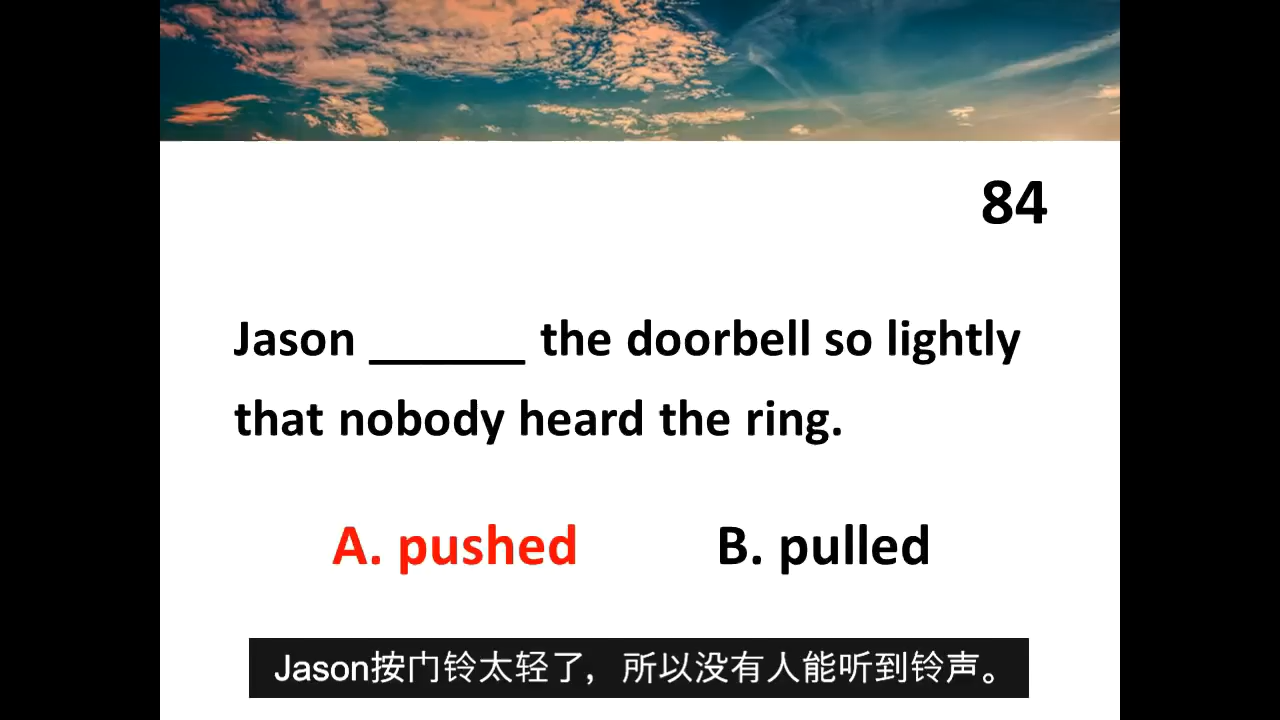 84
Jason ______ the doorbell so lightly
that nobody heard the ring.
A. pushed B. pulled
Jason按门铃太轻了，所以没有人能听到铃声。